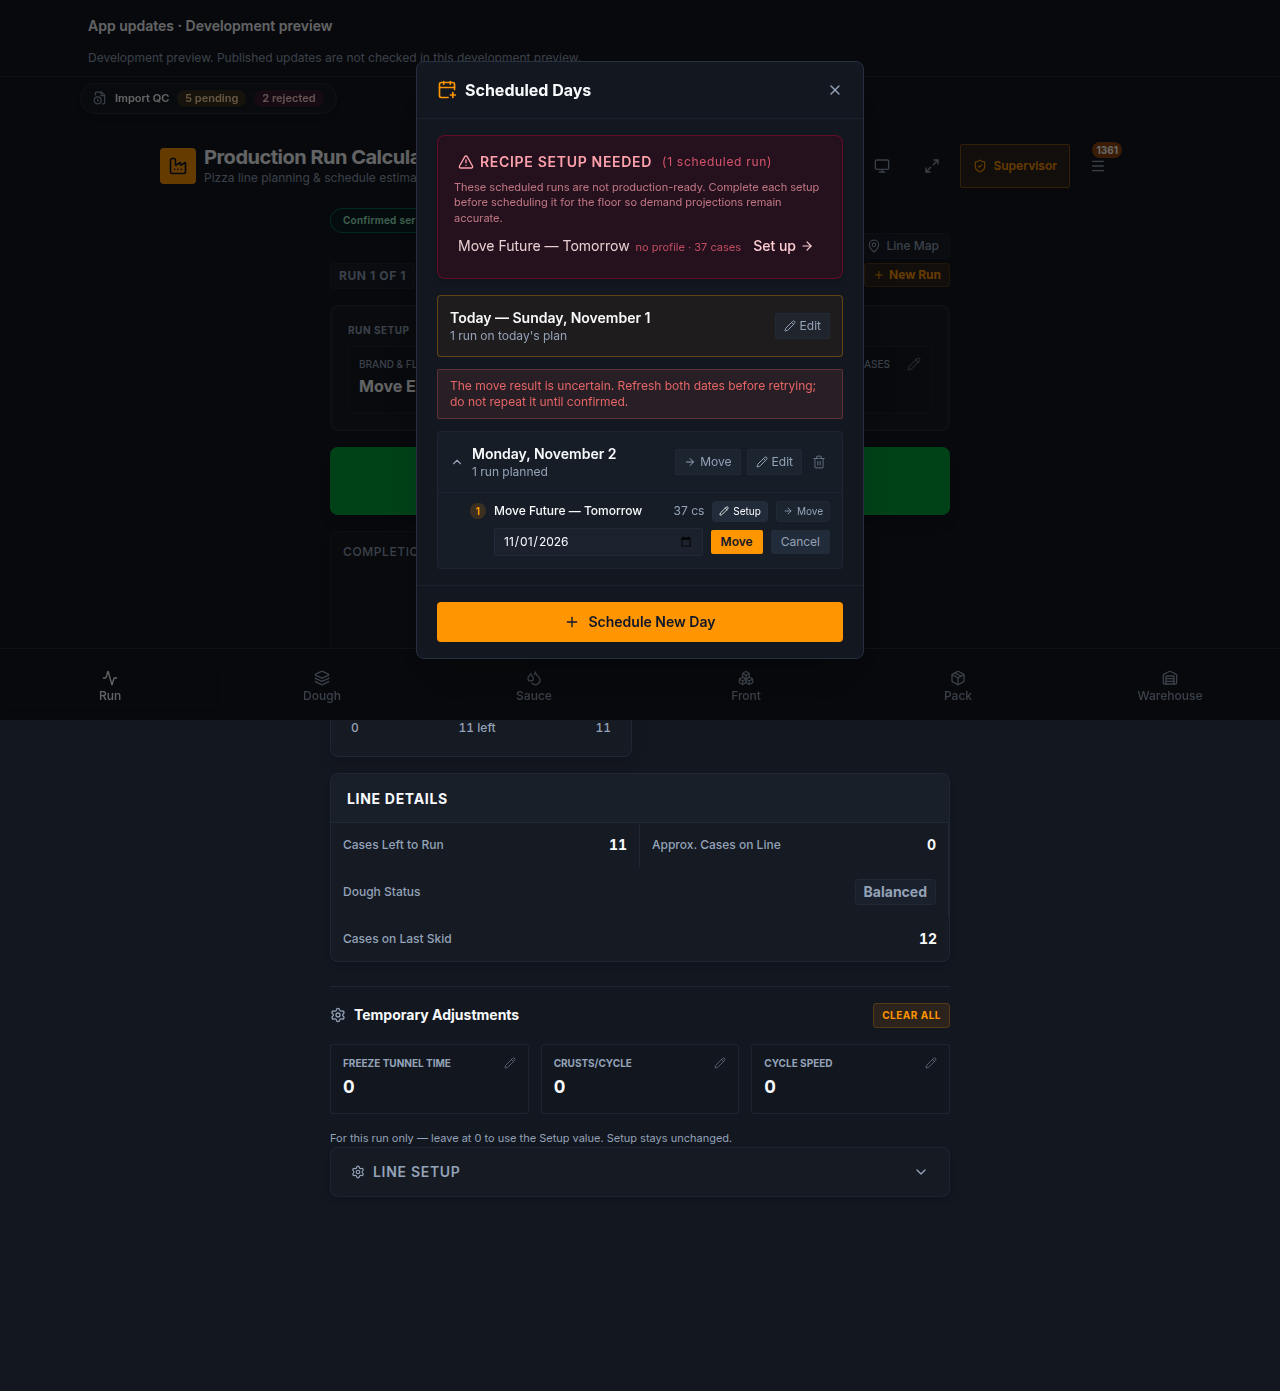 App updates · Development preview
Development preview. Published updates are not checked in this development preview.
Import QC 5 pending 2 rejected
Production Run Calcula
Pizza line planning & schedule estima
1361
Supervisor
Confirmed ser
Line Map
RUN 1 OF 1
New Run
RUN SETUP
BRAND & FL
ASES
Move E
COMPLETIO
Scheduled Days
RECIPE SETUP NEEDED (1 scheduled run)
These scheduled runs are not production-ready. Complete each setup
before scheduling it for the floor so demand projections remain
accurate.
Move Future — Tomorrow no profile · 37 cases Set up
Today — Sunday, November 1
1 run on today's plan
Edit
The move result is uncertain. Refresh both dates before retrying;
do not repeat it until confirmed.
Monday, November 2
1 run planned
Move Edit
1 Move Future — Tomorrow 37 cs Setup Move
11/01/2026 Move Cancel
Schedule New Day
Run Dough Sauce Front Pack Warehouse
0 11 left 11
LINE DETAILS
Cases Left to Run 11 Approx. Cases on Line 0
Dough Status Balanced
Cases on Last Skid 12
Temporary Adjustments CLEAR ALL
FREEZE TUNNEL TIME CRUSTS/CYCLE CYCLE SPEED
0 0 0
For this run only — leave at 0 to use the Setup value. Setup stays unchanged.
LINE SETUP